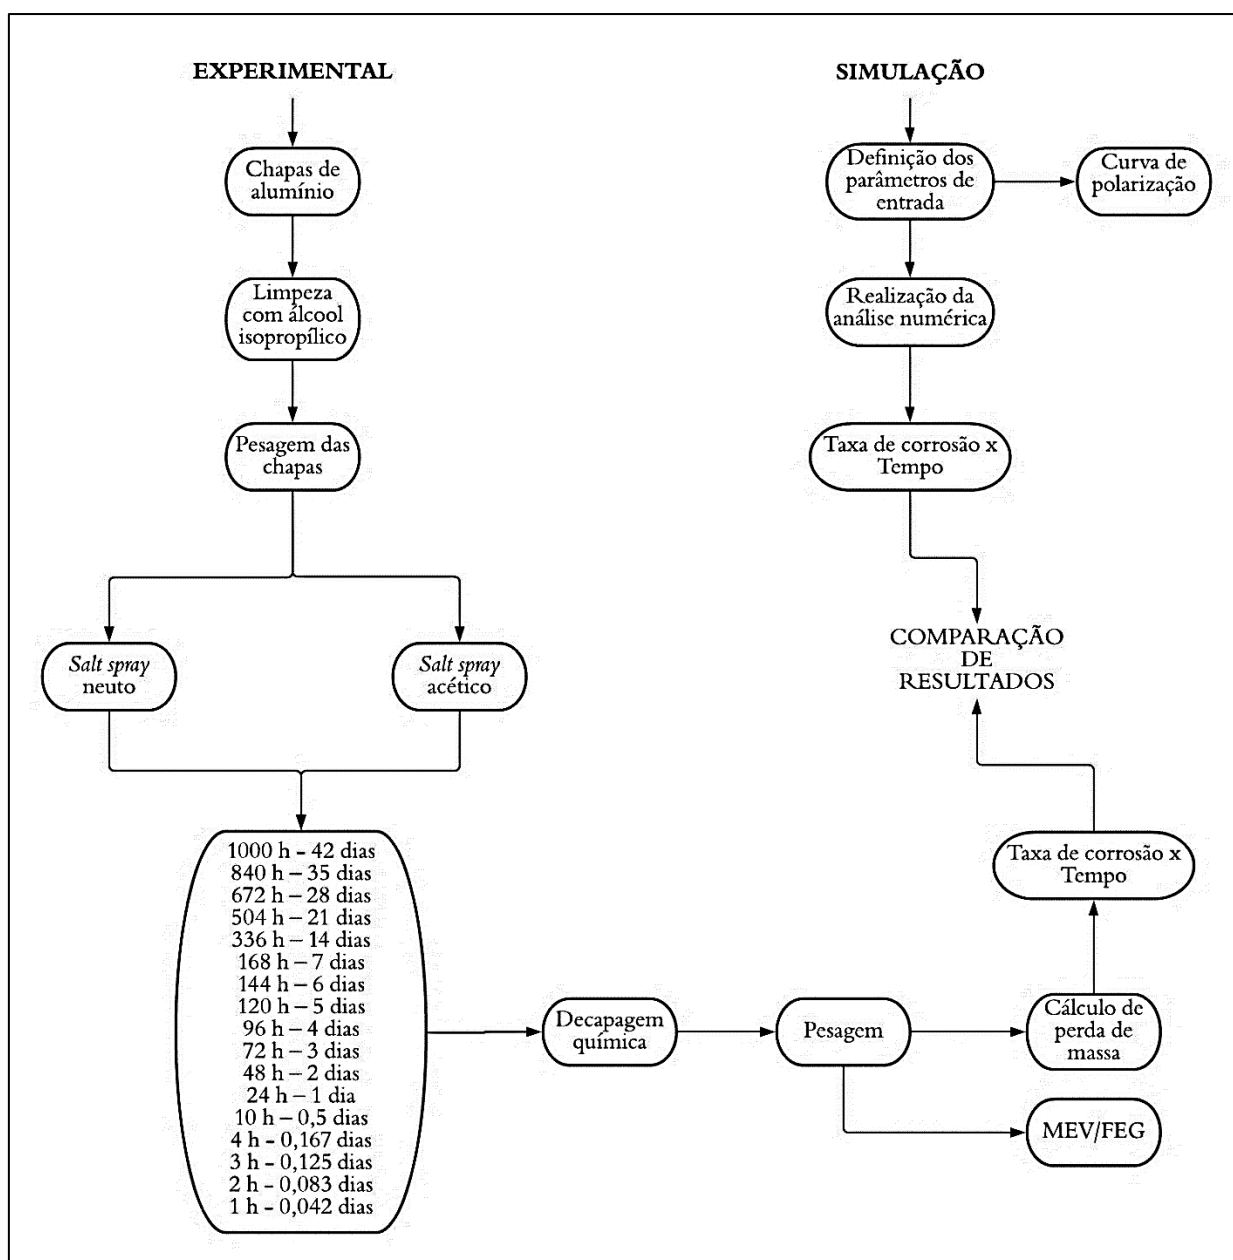 EXPERIMENTAL
Chapas de
alumínio
Limpeza
com álcool
isopropílico
Pesagem das
chapas
Salt spray
neuto
Salt spray
acético
1000 h - 42 dias
840 h – 35 dias
672 h – 28 dias
504 h – 21 dias
336 h – 14 dias
168 h – 7 dias
144 h – 6 dias
120 h – 5 dias
96 h – 4 dias
72 h – 3 dias
48 h – 2 dias
24 h – 1 dia
10 h – 0,5 dias
4 h - 0,167 dias
3 h - 0,125 dias
2 h - 0,083 dias
1 h - 0,042 dias
Decapagem
química
Pesagem
Cálculo de
perda de
massa
MEV/FEG
Taxa de corrosão x
Tempo
SIMULAÇÃO
Definição dos
parâmetros de
entrada
Curva de
polarização
Realização da
análise numérica
Taxa de corrosão x
Tempo
COMPARAÇÃO
DE
RESULTADOS